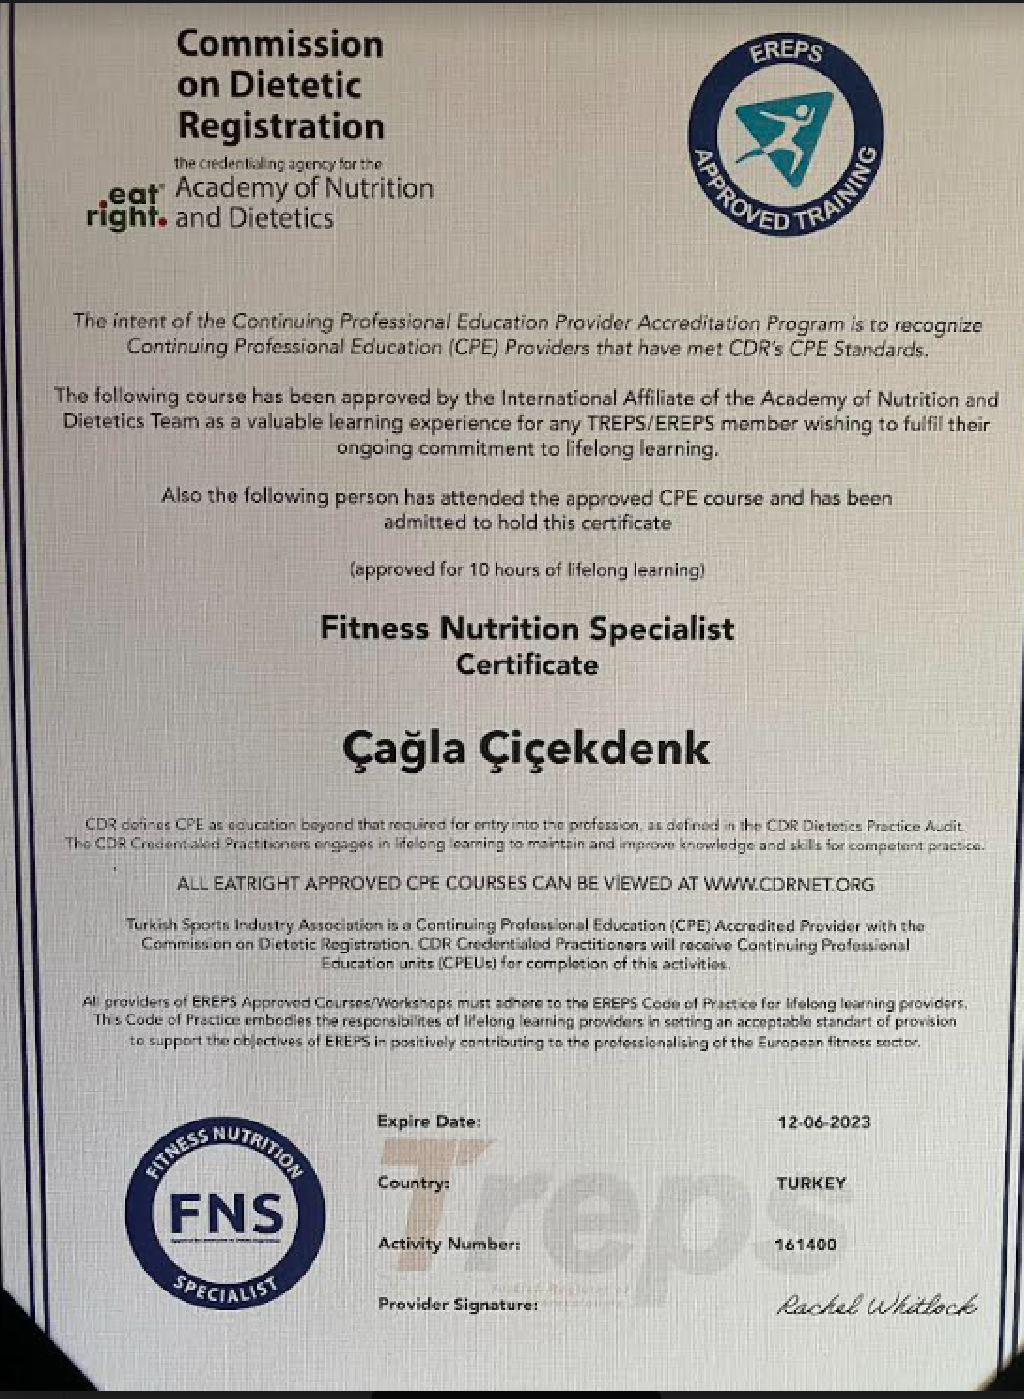 Commission
on Dietetic
Registration
the credentialing agency for the
eat right. Academy of Nutrition
and Dietetics
EREPS
APPROVED TRAINING
The intent of the Continuing Professional Education Provider Accreditation Program is to recognize
Continuing Professional Education (CPE) Providers that have met CDR's CPE Standards.
The following course has been approved by the International Affiliate of the Academy of Nutrition and
Dietetics Team as a valuable learning experience for any TREPS/EREPS member wishing to fulfil their
ongoing commitment to lifelong learning.
Also the following person has attended the approved CPE course and has been
admitted to hold this certificate
(approved for 10 hours of lifelong learning)
Fitness Nutrition Specialist
Certificate
Çağla Çiçekdenk
CDR defines CPE as education beyond that required for entry into the profession, as defined in the CDR Dietetics Practice Audit.
The CDR Credentialed Practitioners engages in lifelong learning to maintain and improve knowledge and skills for competent practice.
ALL EATRIGHT APPROVED CPE COURSES CAN BE VİEWED AT WWW.CDRNET.ORG
Turkish Sports Industry Association is a Continuing Professional Education (CPE) Accredited Provider with the
Commission on Dietetic Registration. CDR Credentialed Practitioners will receive Continuing Professional
Education units (CPEUs) for completion of this activities.
All providers of EREPS Approved Courses/Workshops must adhere to the EREPS Code of Practice for lifelong learning providers.
This Code of Practice embodies the responsibilites of lifelong learning providers in setting an acceptable standart of provision
to support the objectives of EREPS in positively contributing to the professionalising of the European fitness sector.
FITNESS NUTRITION
FNS
SPECIALIST
Treps
Expire Date: 12-06-2023
Country: TURKEY
Activity Number: 161400
Provider Signature: Rachel Whitlock